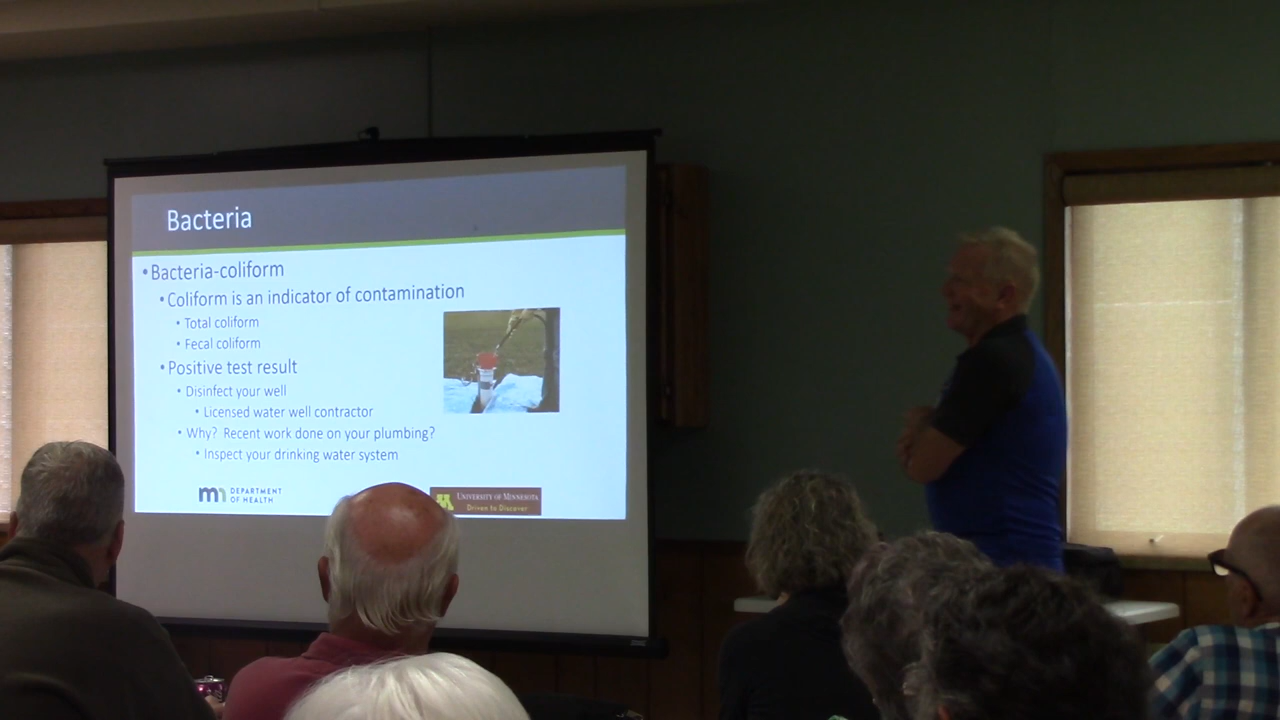 Bacteria
•Bacteria-coliform
•Coliform is an indicator of contamination
• Total coliform
• Fecal coliform
•Positive test result
• Disinfect your well
• Licensed water well contractor
• Why? Recent work done on your plumbing?
• Inspect your drinking water system
mn DEPARTMENT
OF HEALTH
M UNIVERSITY OF MINNESOTA
Driven to Discover